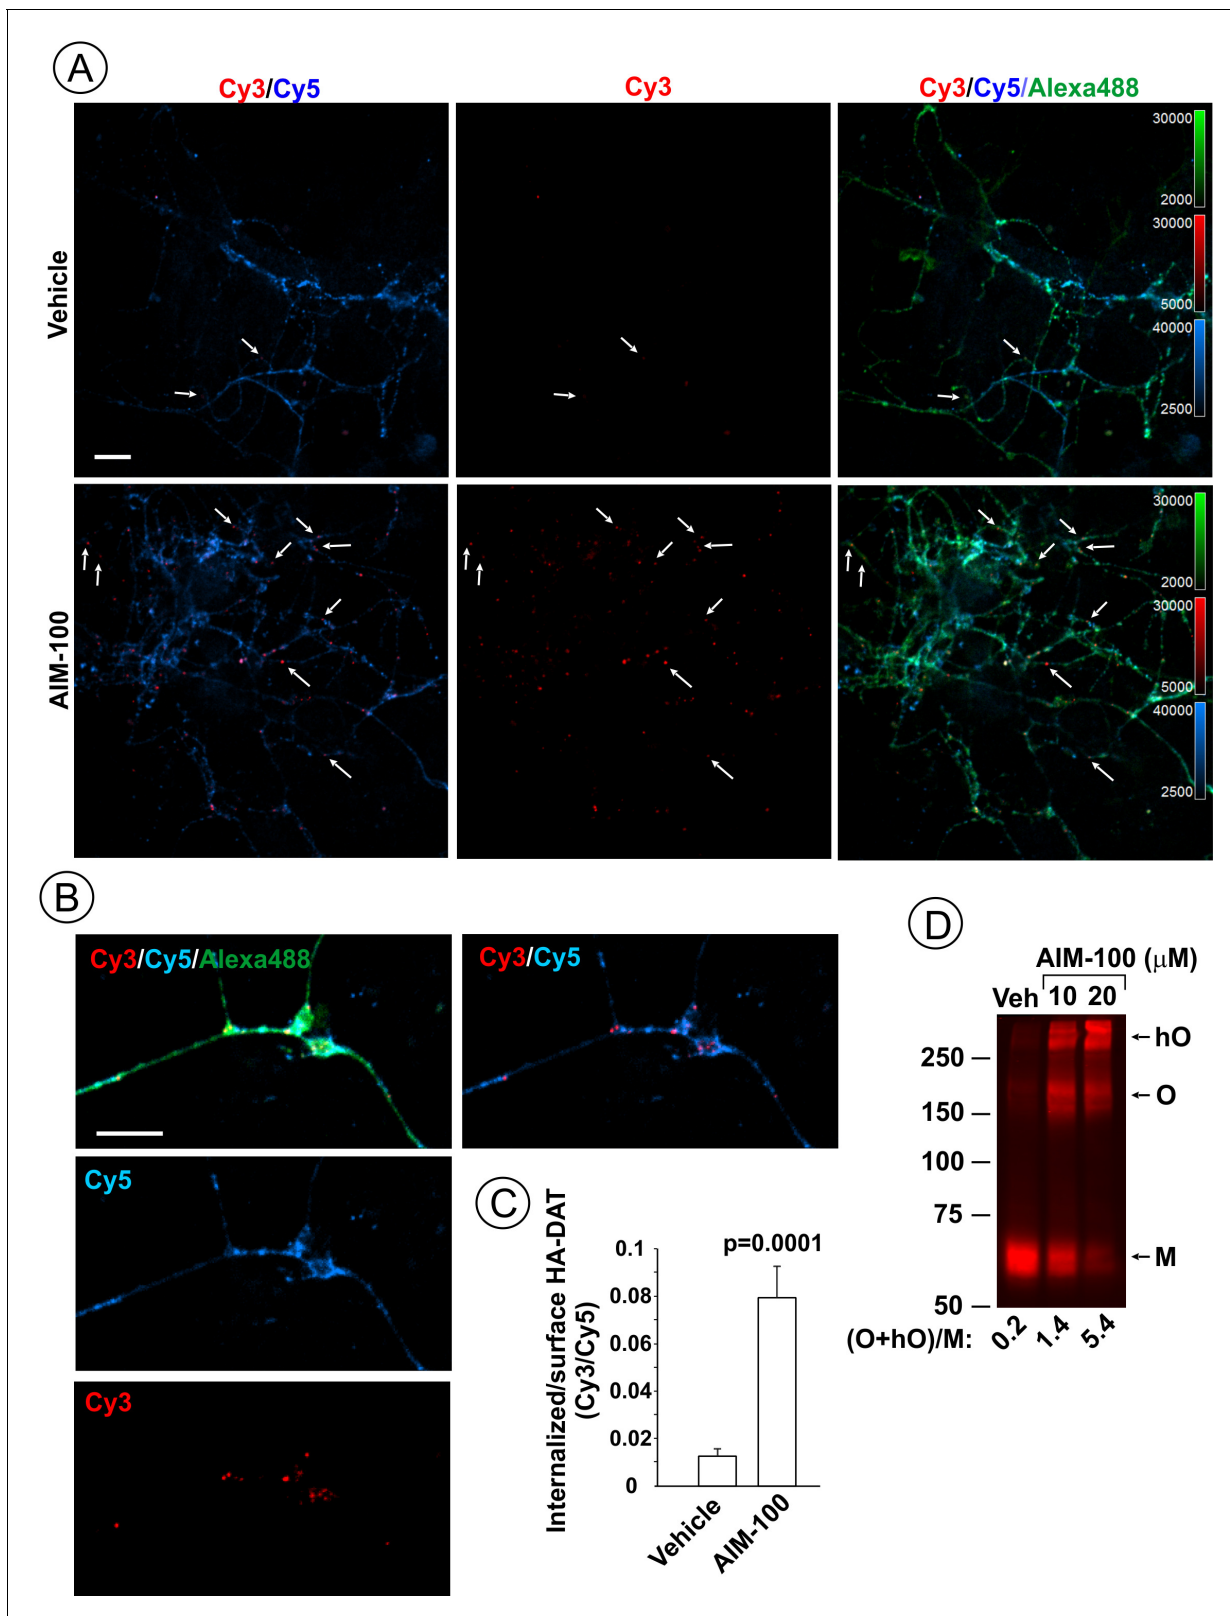 A
Cy3/Cy5
Cy3
Cy3/Cy5/Alexa488
Vehicle
30000
2000
30000
5000
40000
2500
AIM-100
30000
2000
30000
5000
40000
2500
B
Cy3/Cy5/Alexa488
Cy3/Cy5
Cy5
Cy3
C
Internalized/surface HA-DAT
(Cy3/Cy5)
p=0.0001
0.1
0.08
0.06
0.04
0.02
0
Vehicle
AIM-100
D
AIM-100 (μM)
Veh 10 20
250
150
100
75
50
hO
O
M
(O+hO)/M: 0.2 1.4 5.4